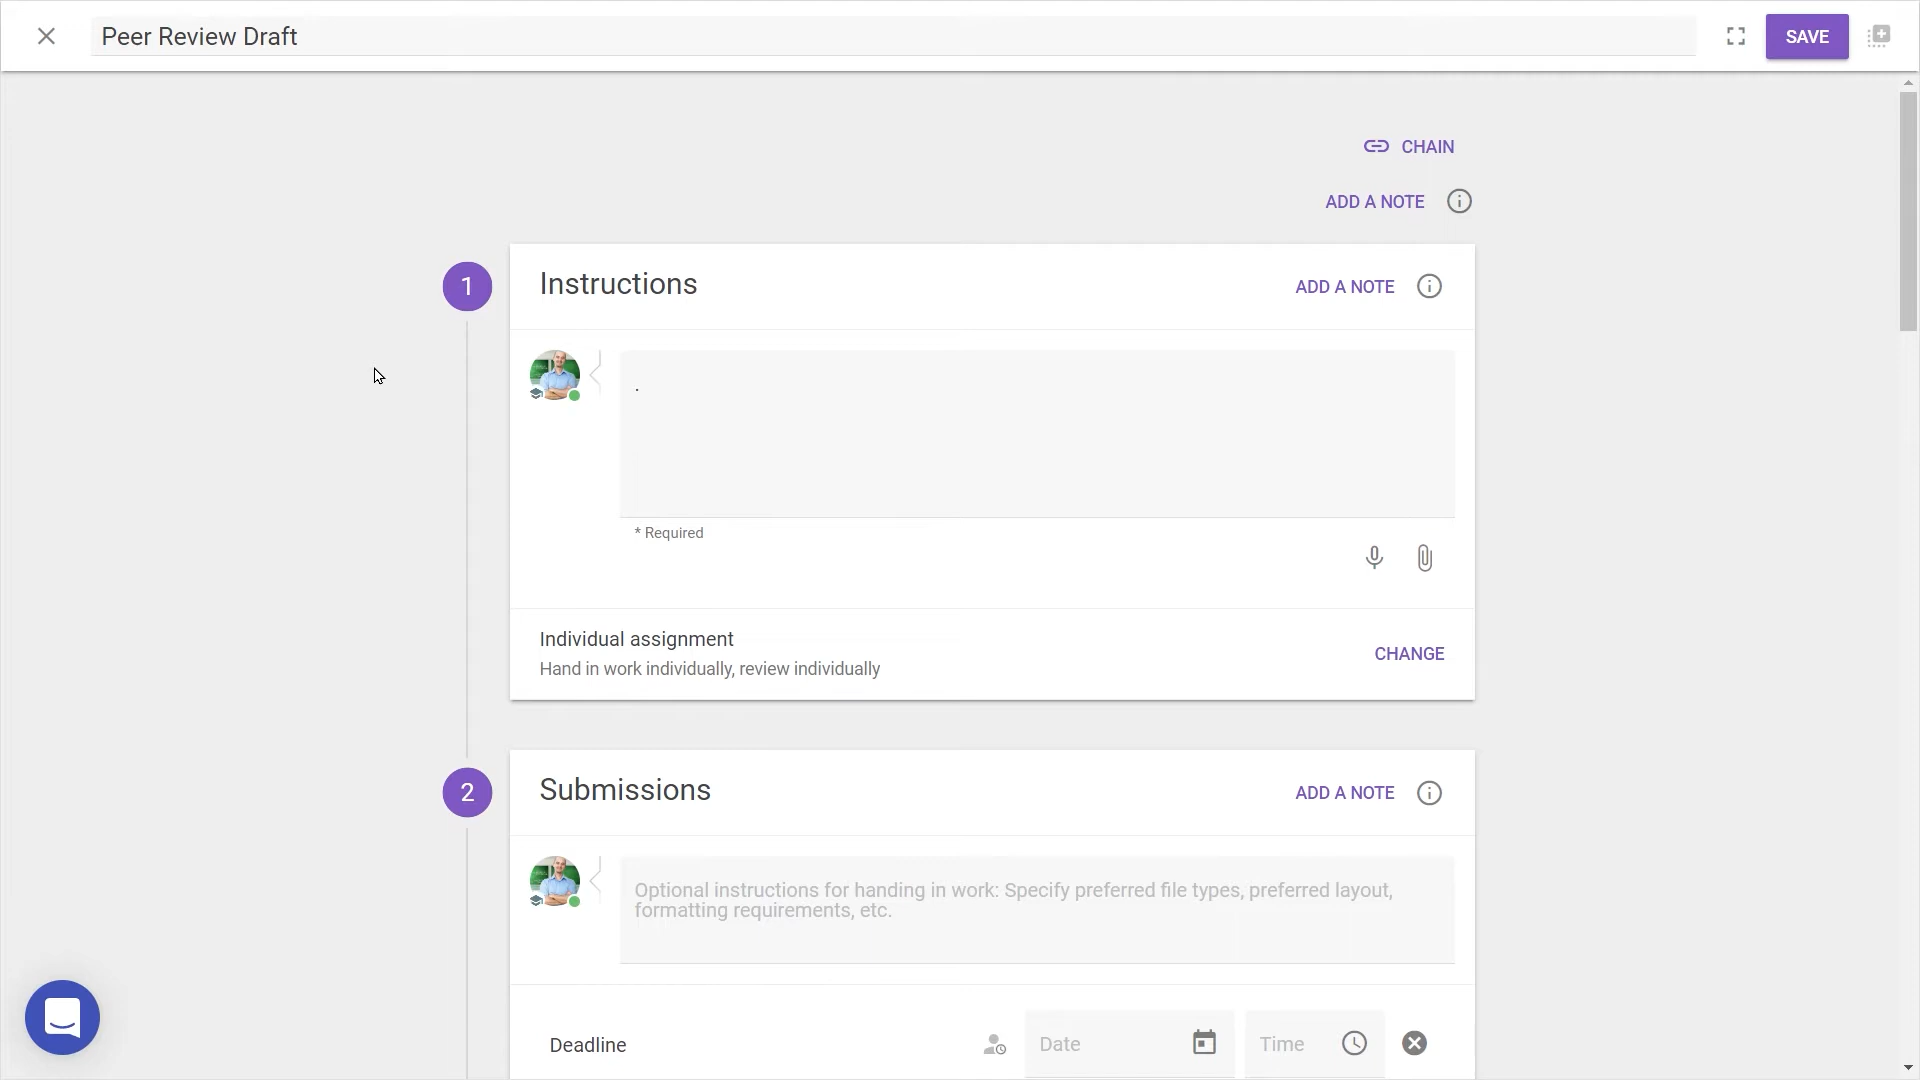 Peer Review Draft
SAVE
CHAIN
ADD A NOTE
1
Instructions
ADD A NOTE
.
* Required
Individual assignment
Hand in work individually, review individually
CHANGE
2
Submissions
ADD A NOTE
Optional instructions for handing in work: Specify preferred file types, preferred layout,
formatting requirements, etc.
Deadline
Date
Time